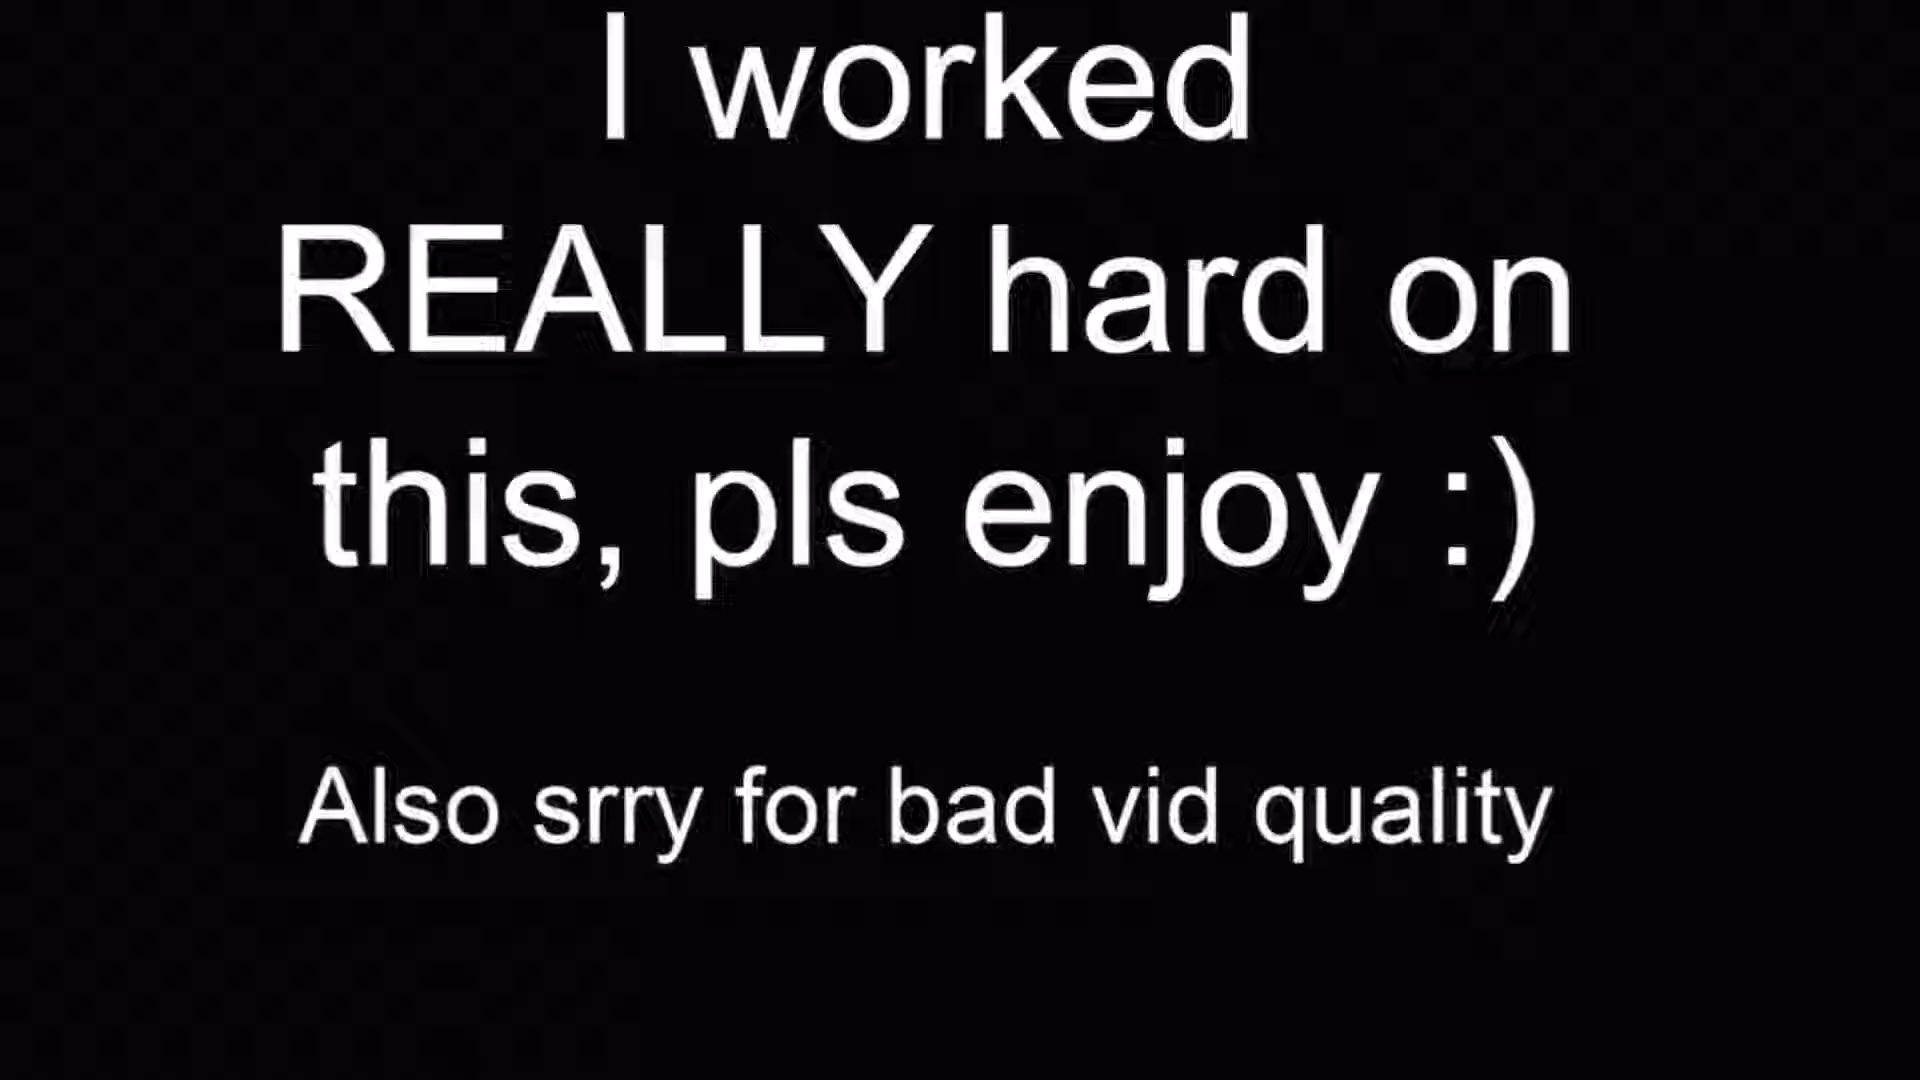 I worked
REALLY hard on
this, pls enjoy :)
Also srry for bad vid quality